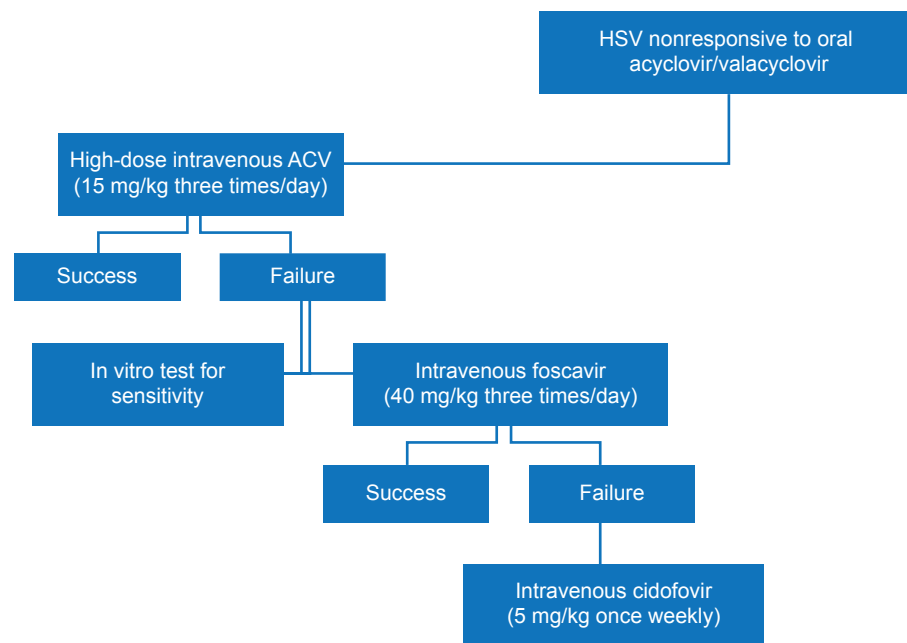 HSV nonresponsive to oral
acyclovir/valacyclovir
High-dose intravenous ACV
(15 mg/kg three times/day)
Success
Failure
In vitro test for
sensitivity
Intravenous foscavir
(40 mg/kg three times/day)
Success
Failure
Intravenous cidofovir
(5 mg/kg once weekly)